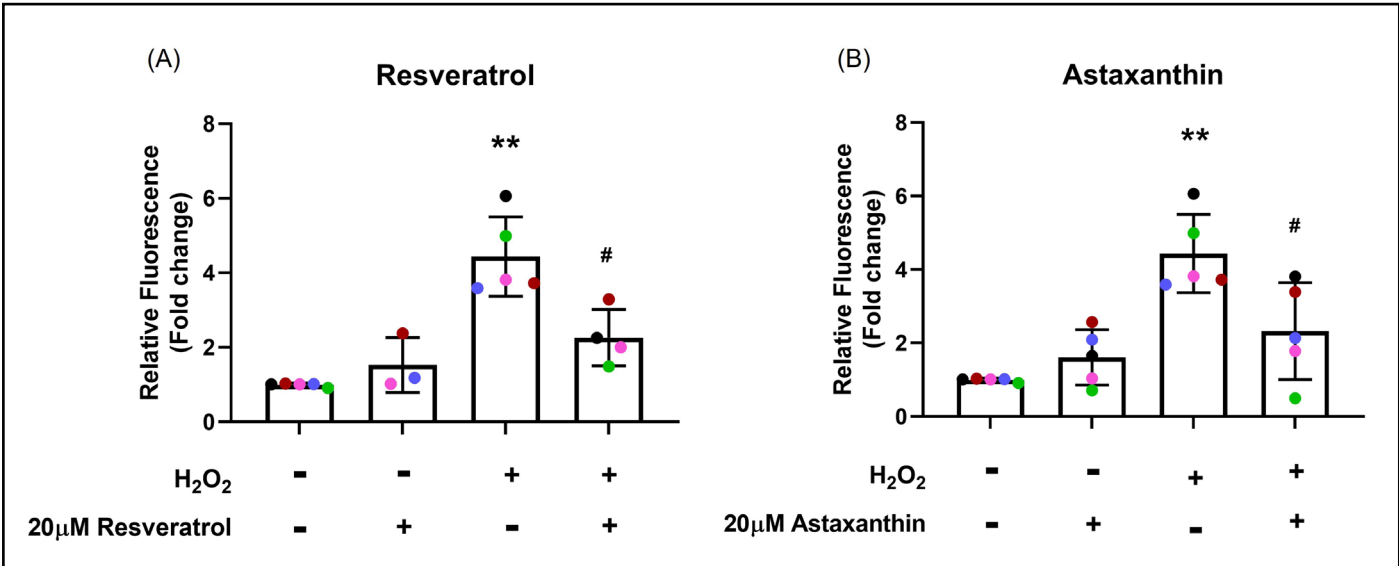 (A)
Resveratrol
Relative Fluorescence
(Fold change)
8
6
4
2
0
**
#
H₂O₂ - - + +
20μM Resveratrol - + - +
(B)
Astaxanthin
Relative Fluorescence
(Fold change)
8
6
4
2
0
**
#
H₂O₂ - - + +
20μM Astaxanthin - + - +